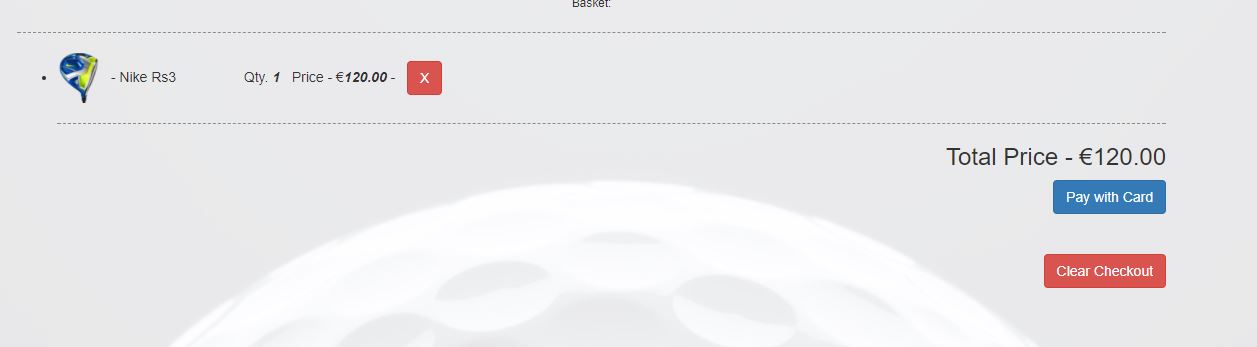 Basket:
- Nike Rs3 Qty. 1 Price - €120.00 - X
Total Price - €120.00
Pay with Card
Clear Checkout